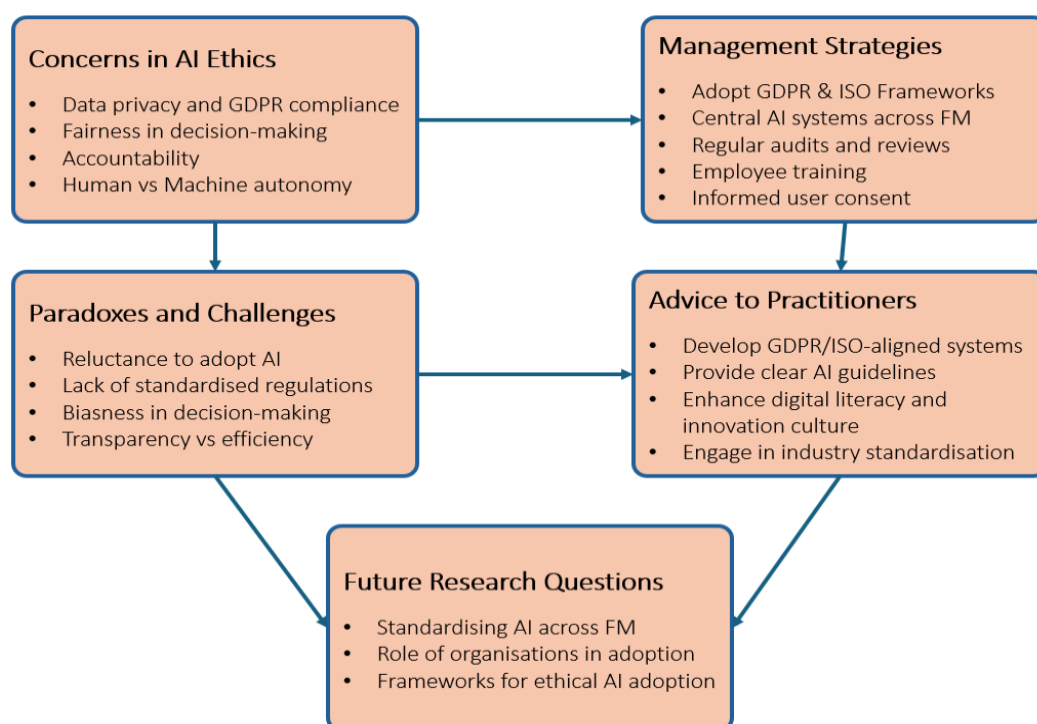 Concerns in AI Ethics
• Data privacy and GDPR compliance
• Fairness in decision-making
• Accountability
• Human vs Machine autonomy
Management Strategies
• Adopt GDPR & ISO Frameworks
• Central AI systems across FM
• Regular audits and reviews
• Employee training
• Informed user consent
Paradoxes and Challenges
• Reluctance to adopt AI
• Lack of standardised regulations
• Biasness in decision-making
• Transparency vs efficiency
Advice to Practitioners
• Develop GDPR/ISO-aligned systems
• Provide clear AI guidelines
• Enhance digital literacy and
innovation culture
• Engage in industry standardisation
Future Research Questions
• Standardising AI across FM
• Role of organisations in adoption
• Frameworks for ethical AI adoption